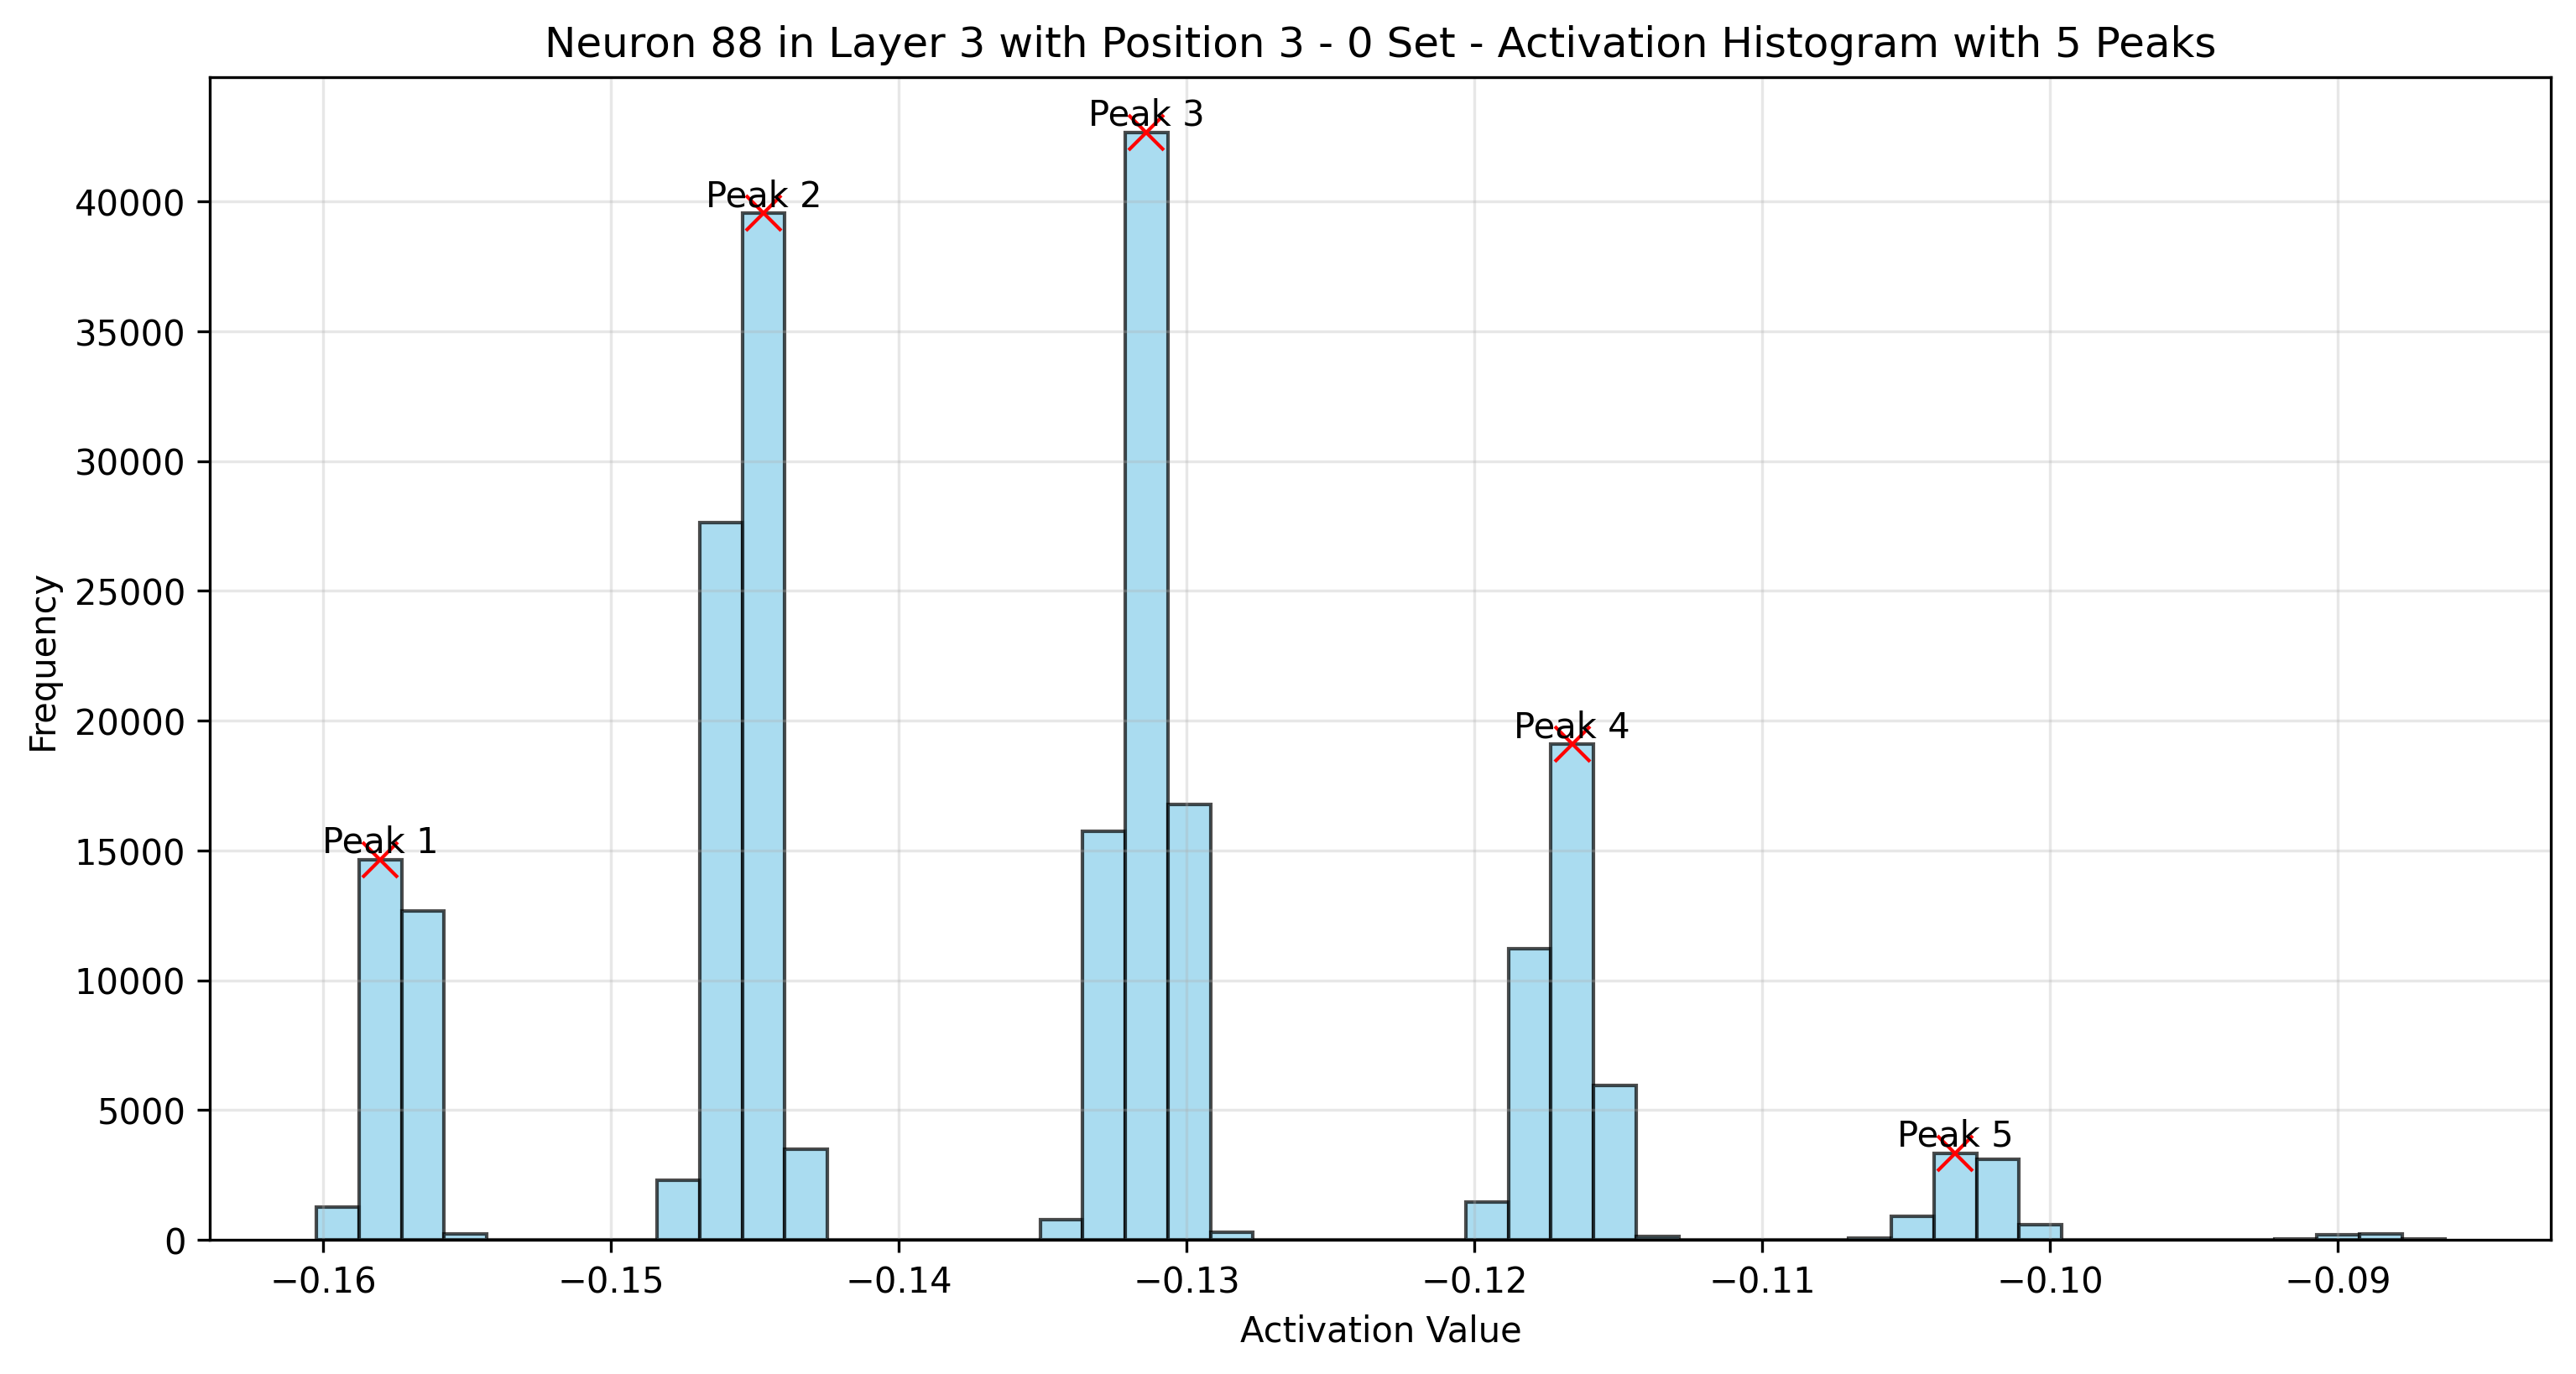 Neuron 88 in Layer 3 with Position 3 - 0 Set - Activation Histogram with 5 Peaks
Peak 3
Peak 2
40000
35000
30000
25000
Frequency
20000
Peak 4
Peak 1
15000
10000
5000
Peak 5
0
−0.16 −0.15 −0.14 −0.13 −0.12 −0.11 −0.10 −0.09
Activation Value